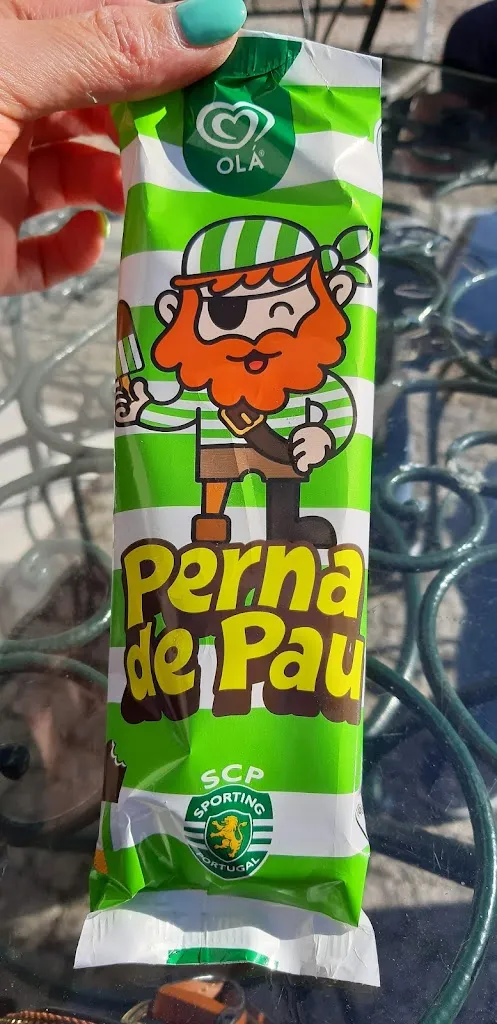 OLÁ
Perna
de Pau
SCP
SPORTING
PORTUGAL